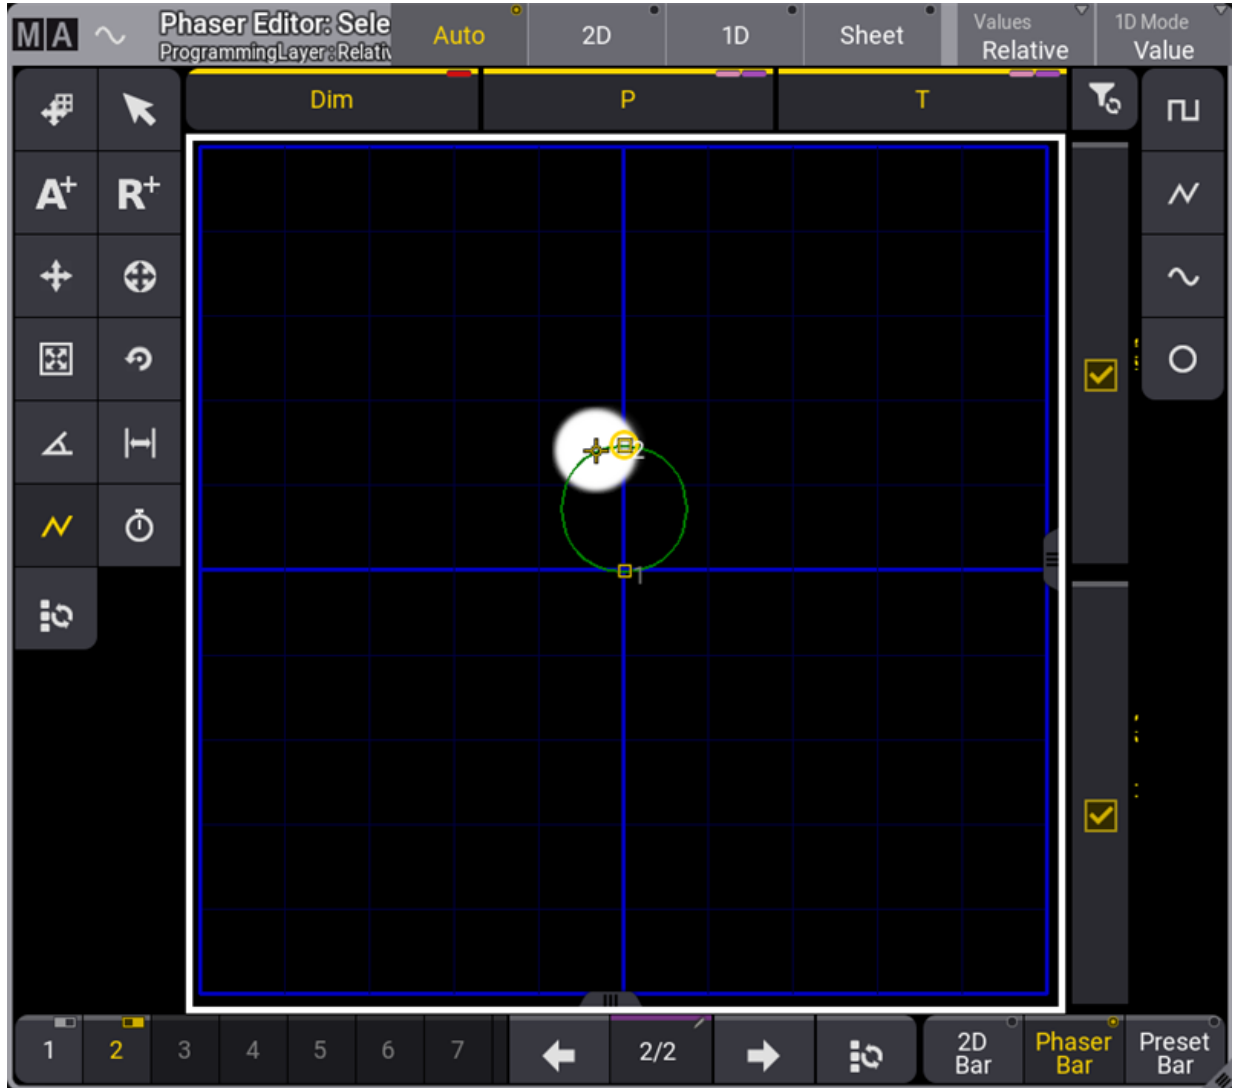 MA
Phaser Editor: Sele
ProgrammingLayer: Relativ
Auto
2D
1D
Sheet
Values
Relative
1D Mode
Value
Dim
P
T
A+
R+
2
1
1
2
3
4
5
6
7
2/2
2D
Bar
Phaser
Bar
Preset
Bar